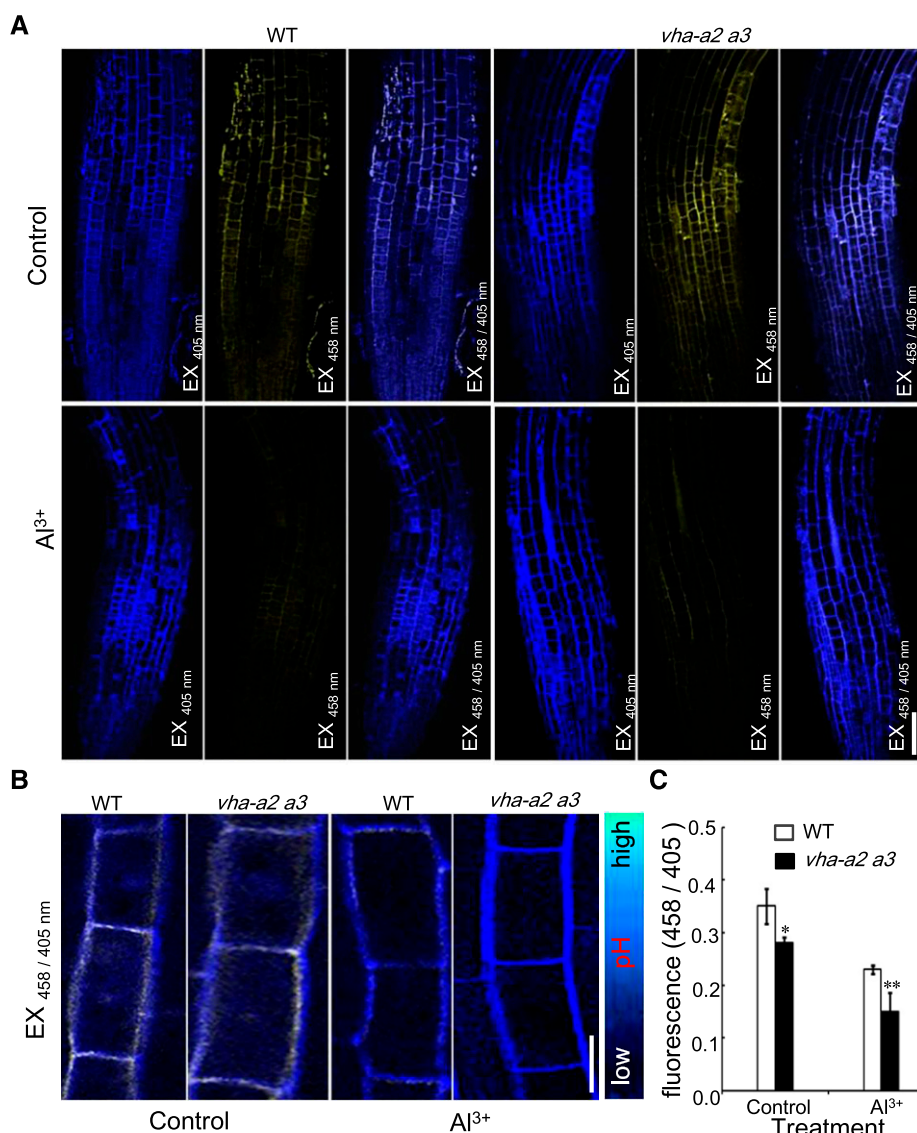 A
WT
vha-a2 a3
Control
EX 405 nm
EX 458 nm
EX 458 / 405 nm
EX 405 nm
EX 458 nm
EX 458 / 405 nm
Al3+
EX 405 nm
EX 458 nm
EX 458 / 405 nm
EX 405 nm
EX 458 nm
EX 458 / 405 nm
B
WT
vha-a2 a3
WT
vha-a2 a3
EX 458 / 405 nm
Control
Al3+
high
pH
low
C
WT
vha-a2 a3
fluorescence (458 / 405 )
0.5
0.4
0.3
0.2
0.1
0.0
*
**
Control
Al3+
Treatment